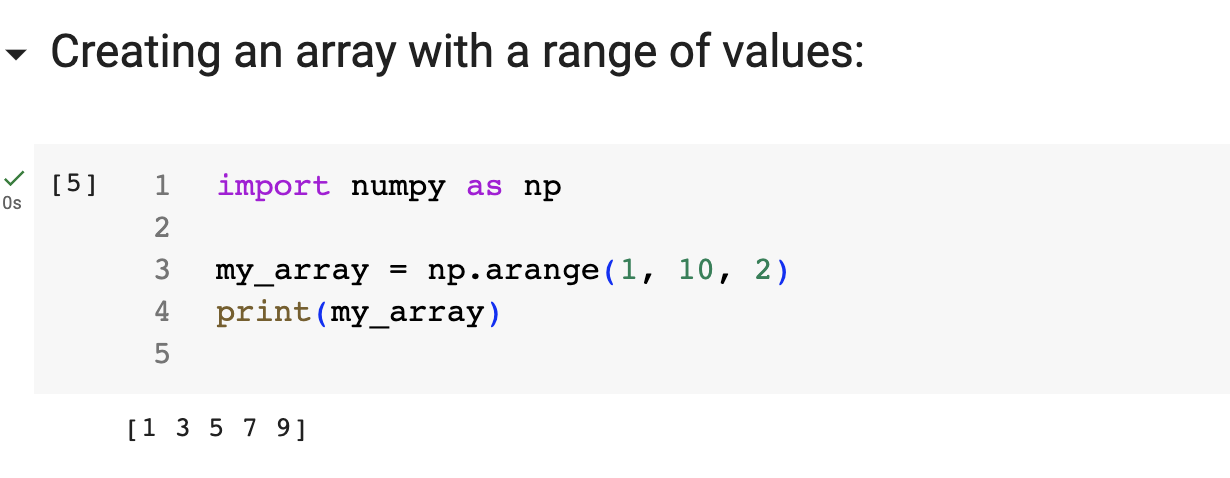 Creating an array with a range of values:
[5] 1 import numpy as np
0s 2
3 my_array = np.arange(1, 10, 2)
4 print(my_array)
5
[1 3 5 7 9]